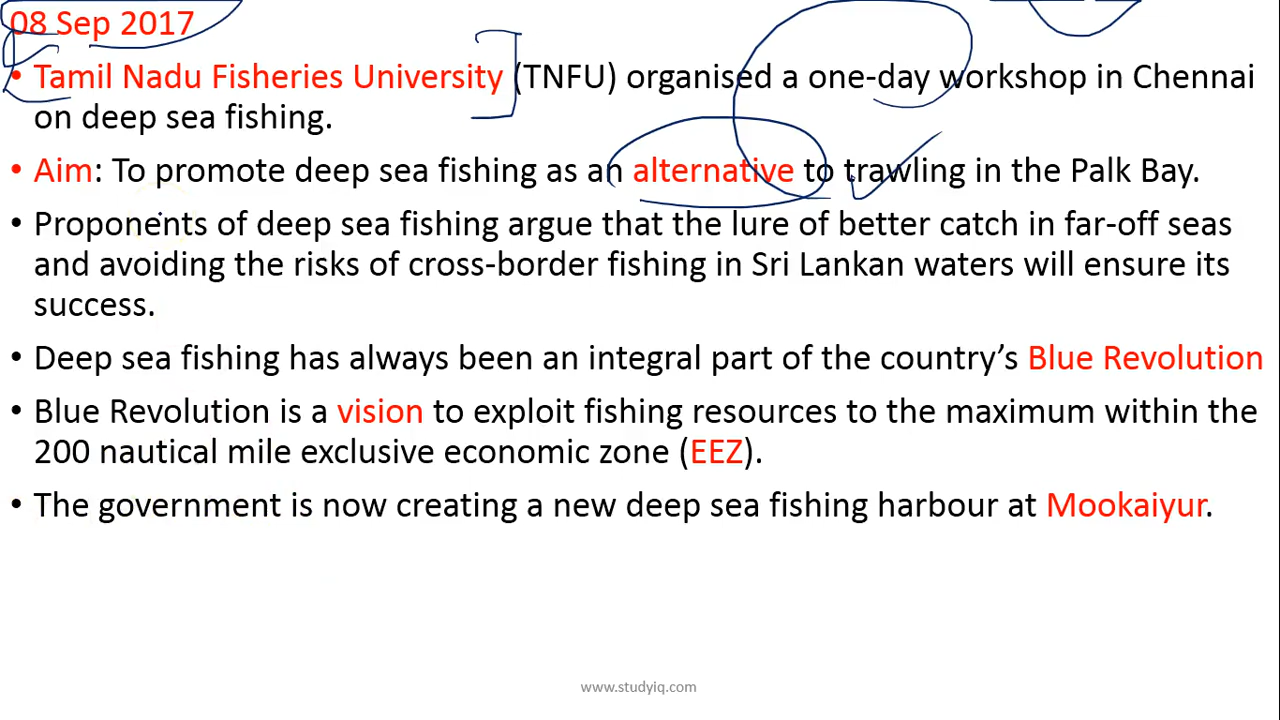 08 Sep 2017
• Tamil Nadu Fisheries University (TNFU) organised a one-day workshop in Chennai
on deep sea fishing.
• Aim: To promote deep sea fishing as an alternative to trawling in the Palk Bay.
• Proponents of deep sea fishing argue that the lure of better catch in far-off seas
and avoiding the risks of cross-border fishing in Sri Lankan waters will ensure its
success.
• Deep sea fishing has always been an integral part of the country’s Blue Revolution
• Blue Revolution is a vision to exploit fishing resources to the maximum within the
200 nautical mile exclusive economic zone (EEZ).
• The government is now creating a new deep sea fishing harbour at Mookaiyur.
www.studyiq.com